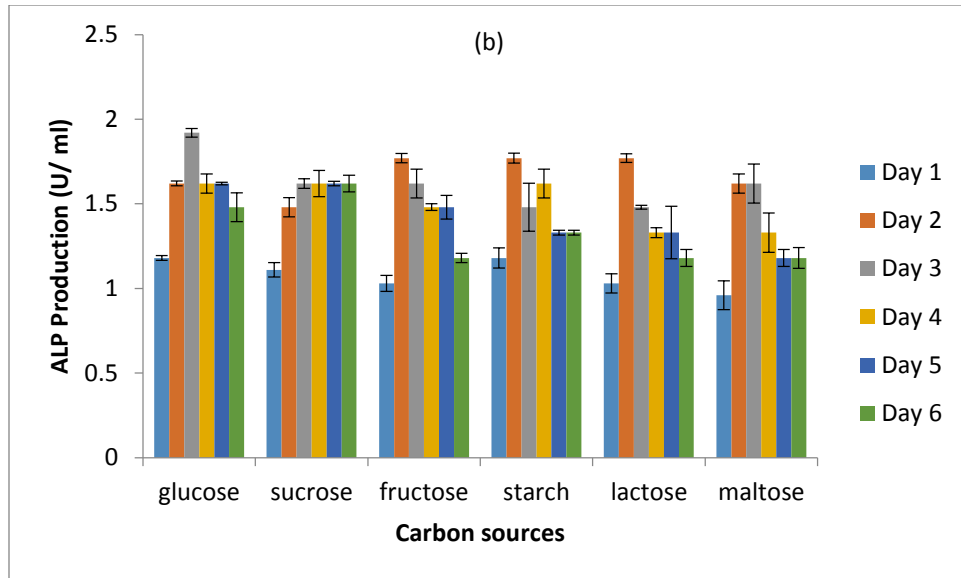 (b)
2.5
2
1.5
1
0.5
0
ALP Production (U/ ml)
glucose sucrose fructose starch lactose maltose
Carbon sources
Day 1
Day 2
Day 3
Day 4
Day 5
Day 6